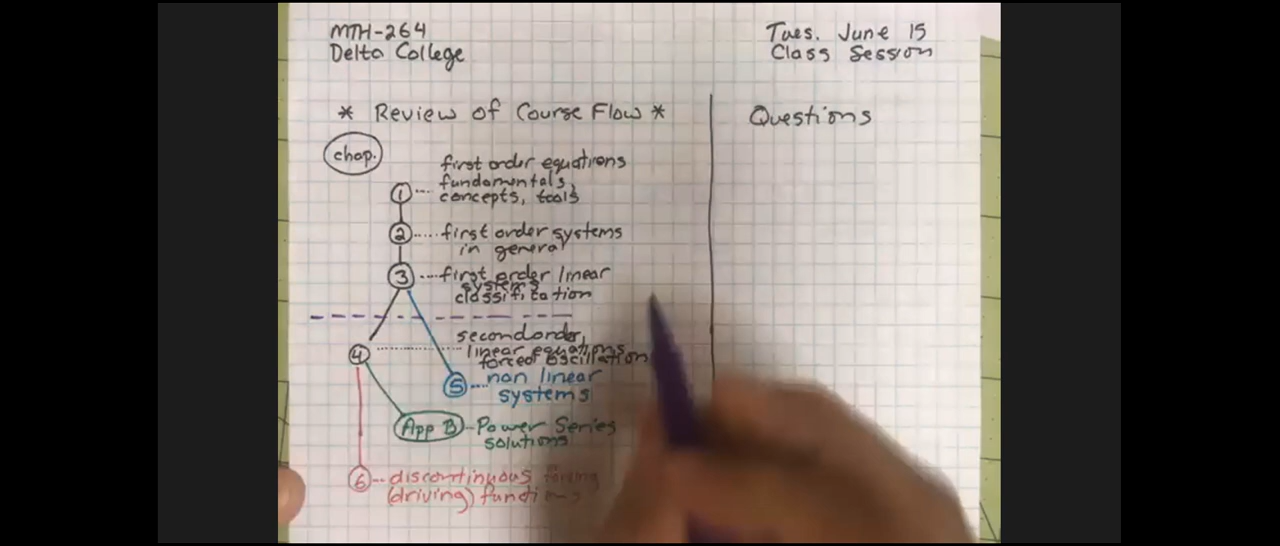 MTH-264
Delta College
Tues. June 15
Class Session
* Review of Course Flow *
Questions
chap.
first order equations
1 fundamentals,
concepts, tools
2 first order systems
in general
3 first order linear
systems
classification
second order,
4 linear equations
forced oscillation
5 non linear
systems
App B Power Series
solutions
6 discontinuous forcing
(driving) functions